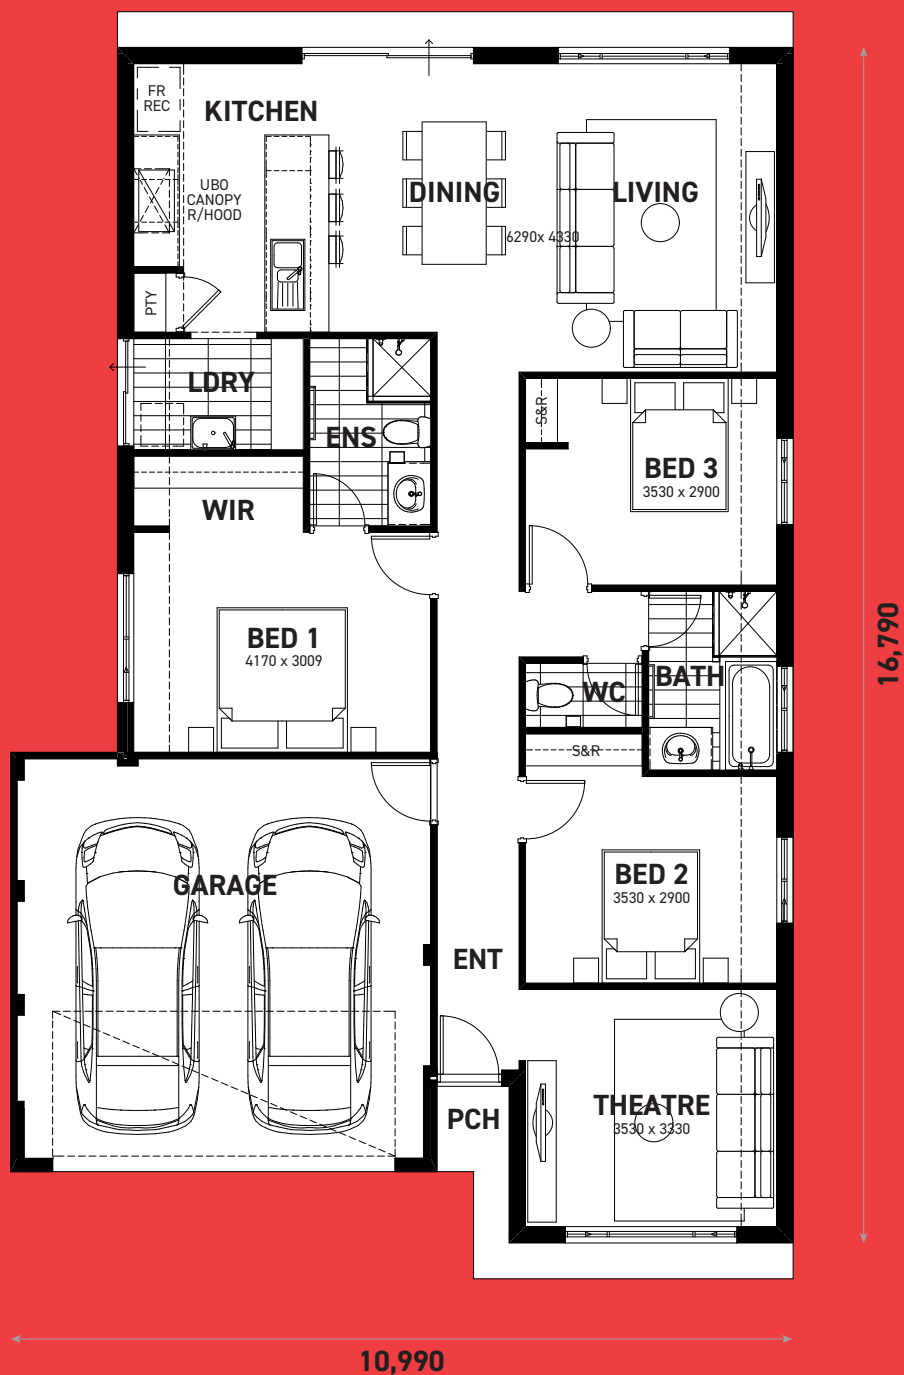 FR
REC
KITCHEN
UBO
CANOPY
R/HOOD
DINING
LIVING
6290x 4330
PTY
LDRY
ENS
S&R
BED 3
3530 x 2900
WIR
BED 1
4170 x 3009
WC
BATH
S&R
GARAGE
BED 2
3530 x 2900
ENT
PCH
THEATRE
3530 x 3330
16,790
10,990